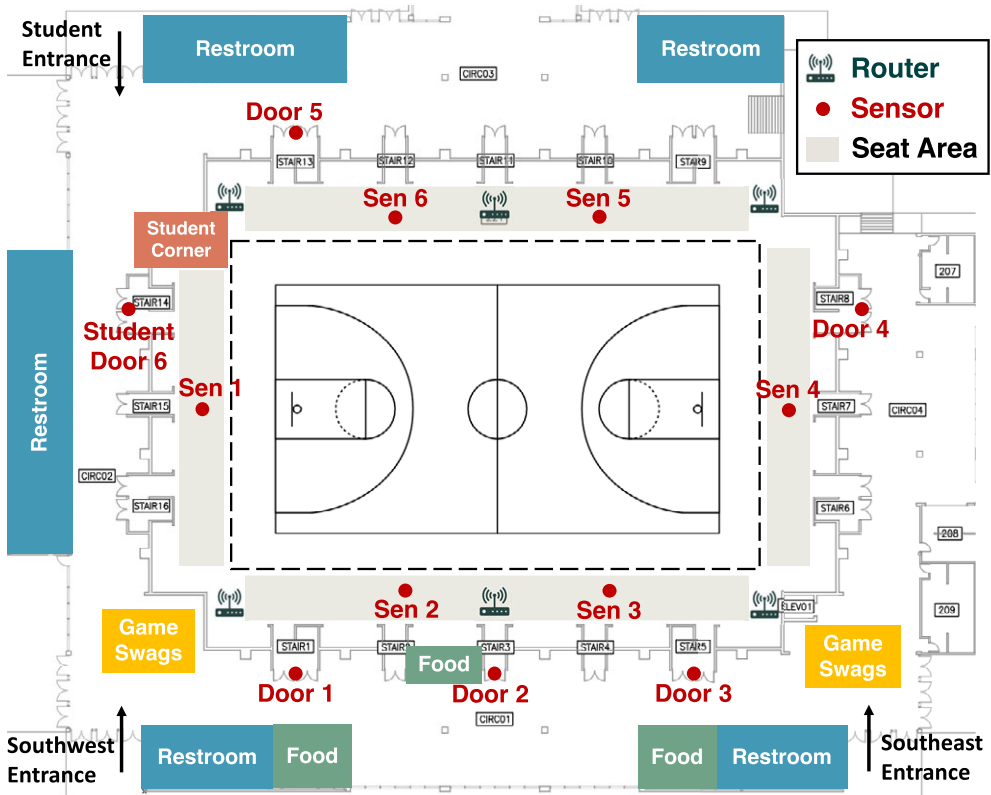 Student
Entrance
Restroom
Restroom
CIRC03
Router
Sensor
Seat Area
Door 5
STAIR13
STAIR12
STAIR11
STAIR10
STAIR9
Sen 6
Sen 5
Student
Corner
207
STAIR14
STAIR8
Student
Door 6
Door 4
Restroom
Sen 1
Sen 4
STAIR15
STAIR7
CIRC04
CIRC02
STAIR16
STAIR6
208
Sen 2
Sen 3
ELEV01
209
Game
Swags
Game
Swags
STAIR1
STAIR2
STAIR3
STAIR4
STAIR5
Food
Door 1
Door 2
Door 3
CIRC01
Southwest
Entrance
Restroom
Food
Food
Restroom
Southeast
Entrance